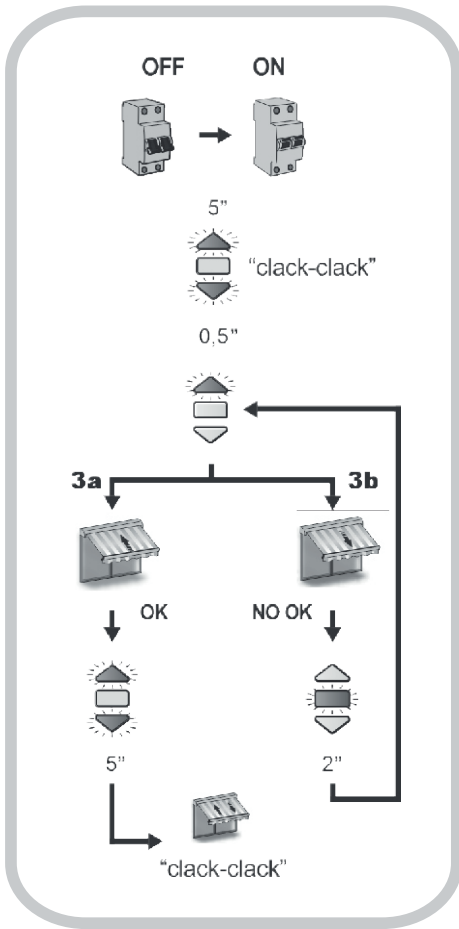 OFF ON
5”
“clack-clack”
0,5”
3a 3b
OK NO OK
5” 2”
“clack-clack”